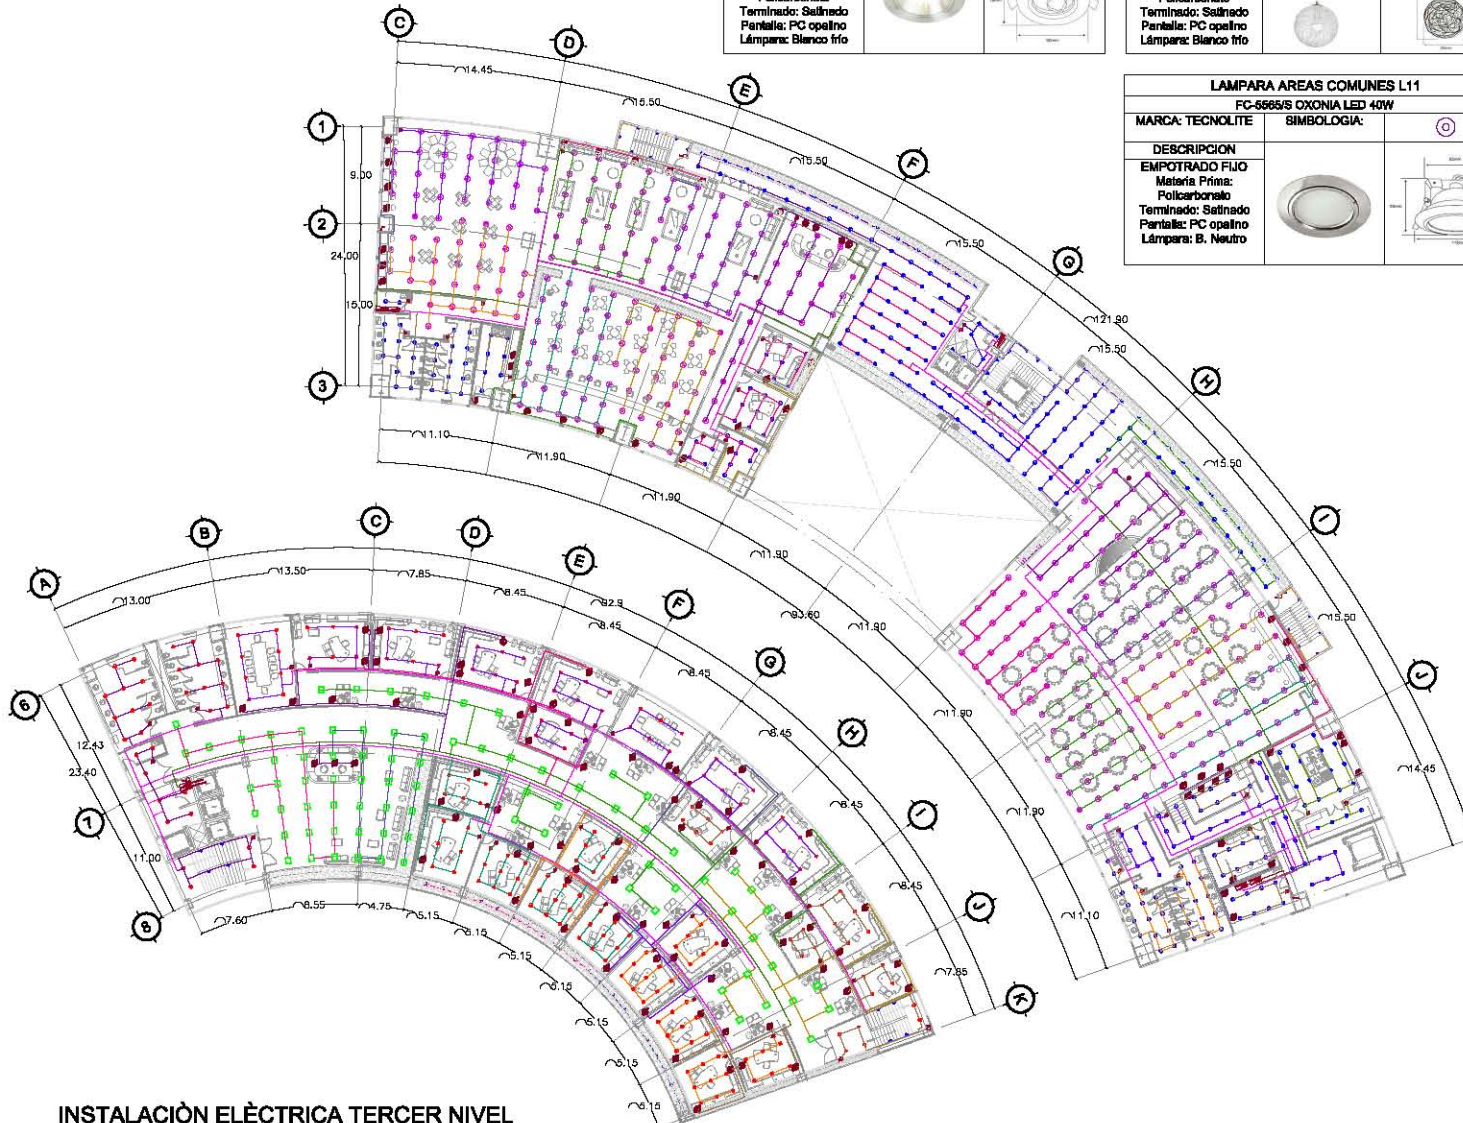 Terminado: Satinado
Pantalla: PC opalino
Lámpara: Blanco frío
Terminado: Satinado
Pantalla: PC opalino
Lámpara: Blanco frío
LAMPARA AREAS COMUNES L11
FC-5565/S OXONIA LED 40W
MARCA: TECNOLITE
SIMBOLOGIA:
DESCRIPCION
EMPOTRADO FIJO
Materia Prima:
Policarbonato
Terminado: Satinado
Pantalla: PC opalino
Lámpara: B. Neutro
C
D
E
F
G
H
I
J
1
2
3
14.45
15.50
15.50
15.50
121.90
15.50
15.50
15.50
14.45
9.00
24.00
15.00
11.10
11.90
11.90
11.90
93.60
11.90
11.90
11.90
11.10
A
B
C
D
E
F
G
H
I
J
K
6
7
8
13.00
13.50
7.85
8.45
8.45
8.45
8.45
8.45
8.45
7.85
12.43
23.40
11.00
7.60
8.55
4.75
5.15
5.15
5.15
5.15
5.15
5.15
5.15
INSTALACIÒN ELÈCTRICA TERCER NIVEL